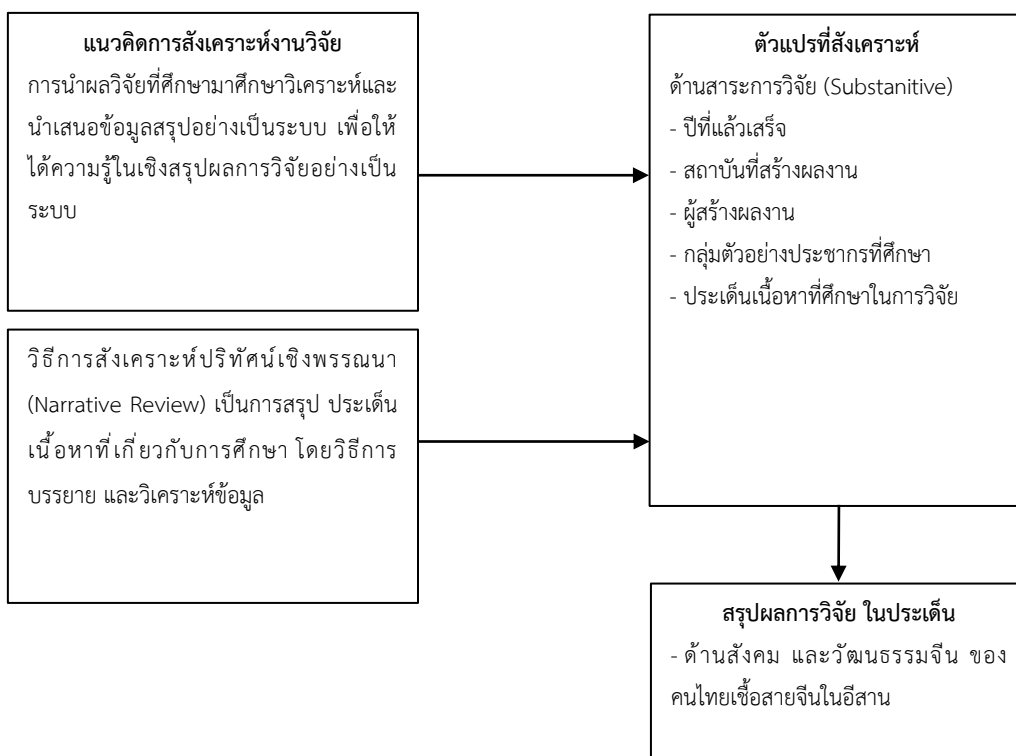 แนวคิดการสังเคราะห์งานวิจัย
การนำผลวิจัยที่ศึกษามาศึกษาวิเคราะห์และ
นำเสนอข้อมูลสรุปอย่างเป็นระบบ เพื่อให้
ได้ความรู้ในเชิงสรุปผลการวิจัยอย่างเป็น
ระบบ
วิธีการสังเคราะห์ปริทัศน์เชิงพรรณนา
(Narrative Review) เป็นการสรุป ประเด็น
เนื้อหาที่เกี่ยวกับการศึกษา โดยวิธีการ
บรรยาย และวิเคราะห์ข้อมูล
ตัวแปรที่สังเคราะห์
ด้านสาระการวิจัย (Substanitive)
- ปีที่แล้วเสร็จ
- สถาบันที่สร้างผลงาน
- ผู้สร้างผลงาน
- กลุ่มตัวอย่างประชากรที่ศึกษา
- ประเด็นเนื้อหาที่ศึกษาในการวิจัย
สรุปผลการวิจัย ในประเด็น
- ด้านสังคม และวัฒนธรรมจีน ของ
คนไทยเชื้อสายจีนในอีสาน